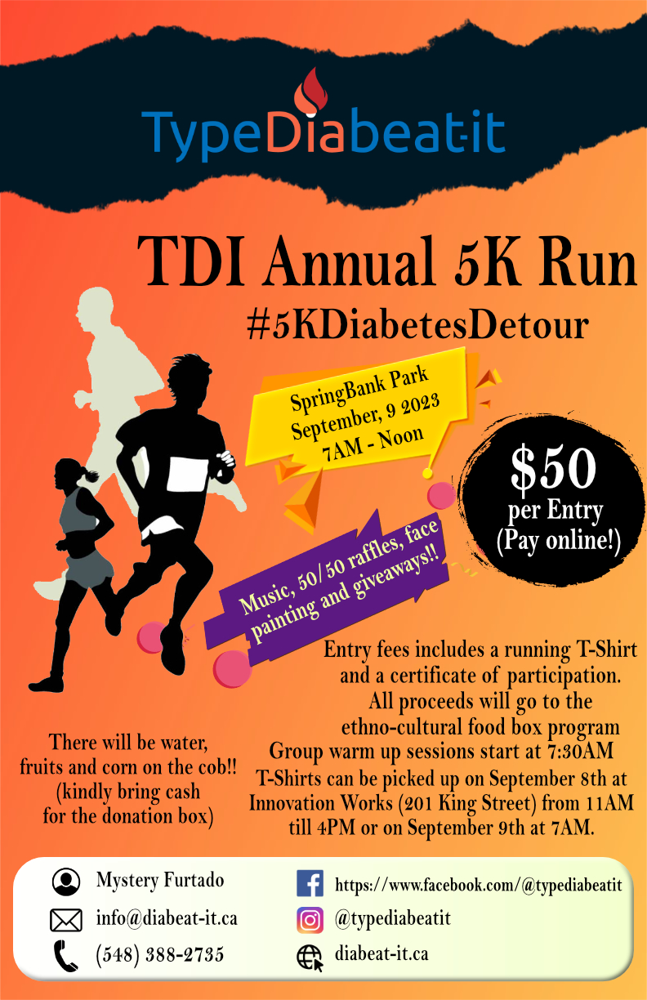 TypeDiabeat-it
TDI Annual 5K Run
#5KDiabetesDetour
SpringBank Park
September, 9 2023
7AM - Noon
$50
per Entry
(Pay online!)
Music, 50/50 raffles, face
painting and giveaways!!
Entry fees includes a running T-Shirt
and a certificate of participation.
All proceeds will go to the
ethno-cultural food box program
Group warm up sessions start at 7:30AM
T-Shirts can be picked up on September 8th at
Innovation Works (201 King Street) from 11AM
till 4PM or on September 9th at 7AM.
There will be water,
fruits and corn on the cob!!
(kindly bring cash
for the donation box)
Mystery Furtado
info@diabeat-it.ca
(548) 388-2735
https://www.facebook.com/@typediabeatit
@typediabeatit
diabeat-it.ca